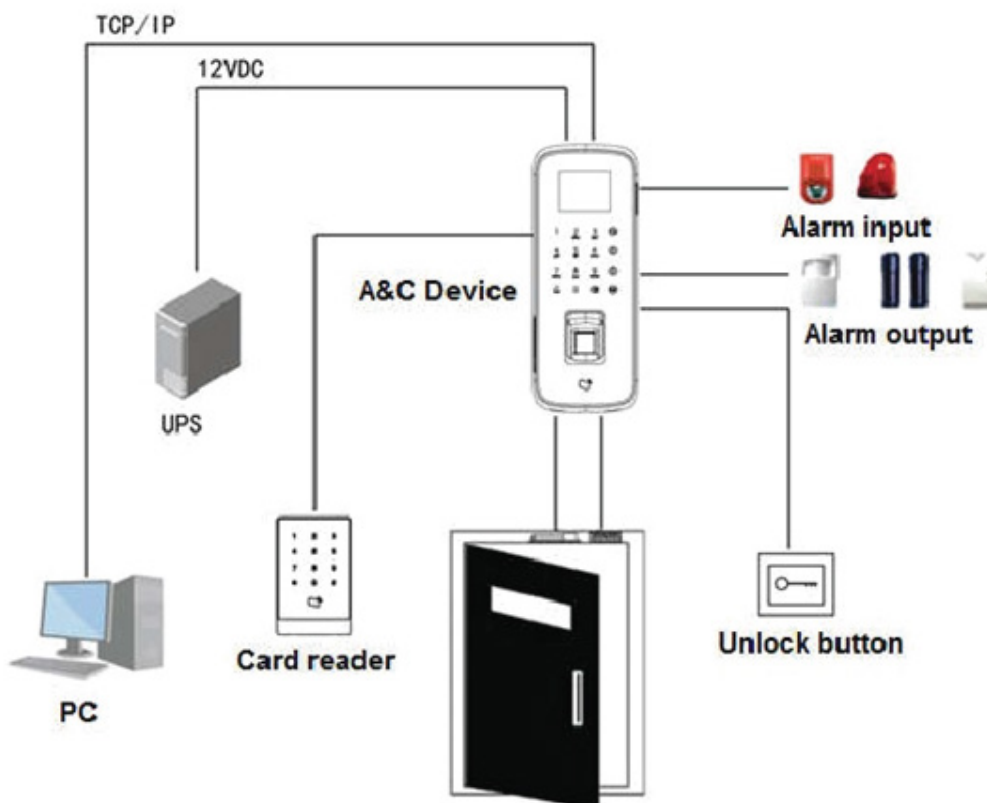 TCP/IP
12VDC
Alarm input
A&C Device
Alarm output
UPS
Unlock button
Card reader
PC